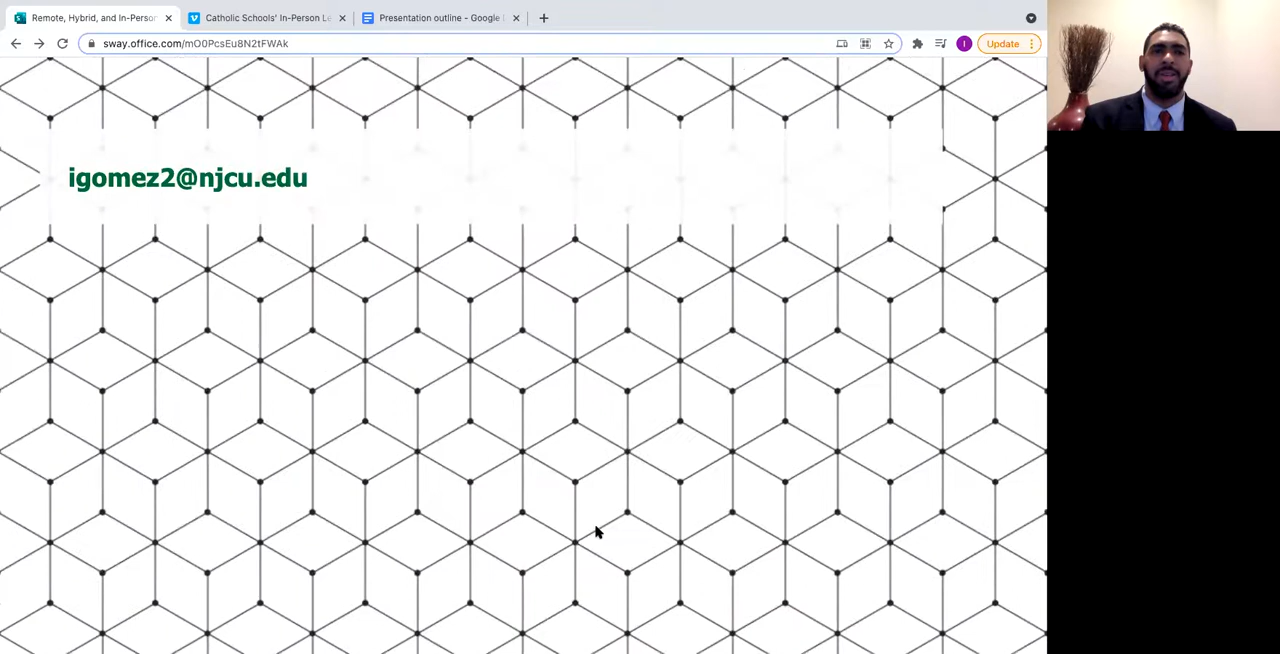 Remote, Hybrid, and In-Person
Catholic Schools' In-Person Le
Presentation outline - Google
sway.office.com/mO0PcsEu8N2tFWAk
I
Update
igomez2@njcu.edu